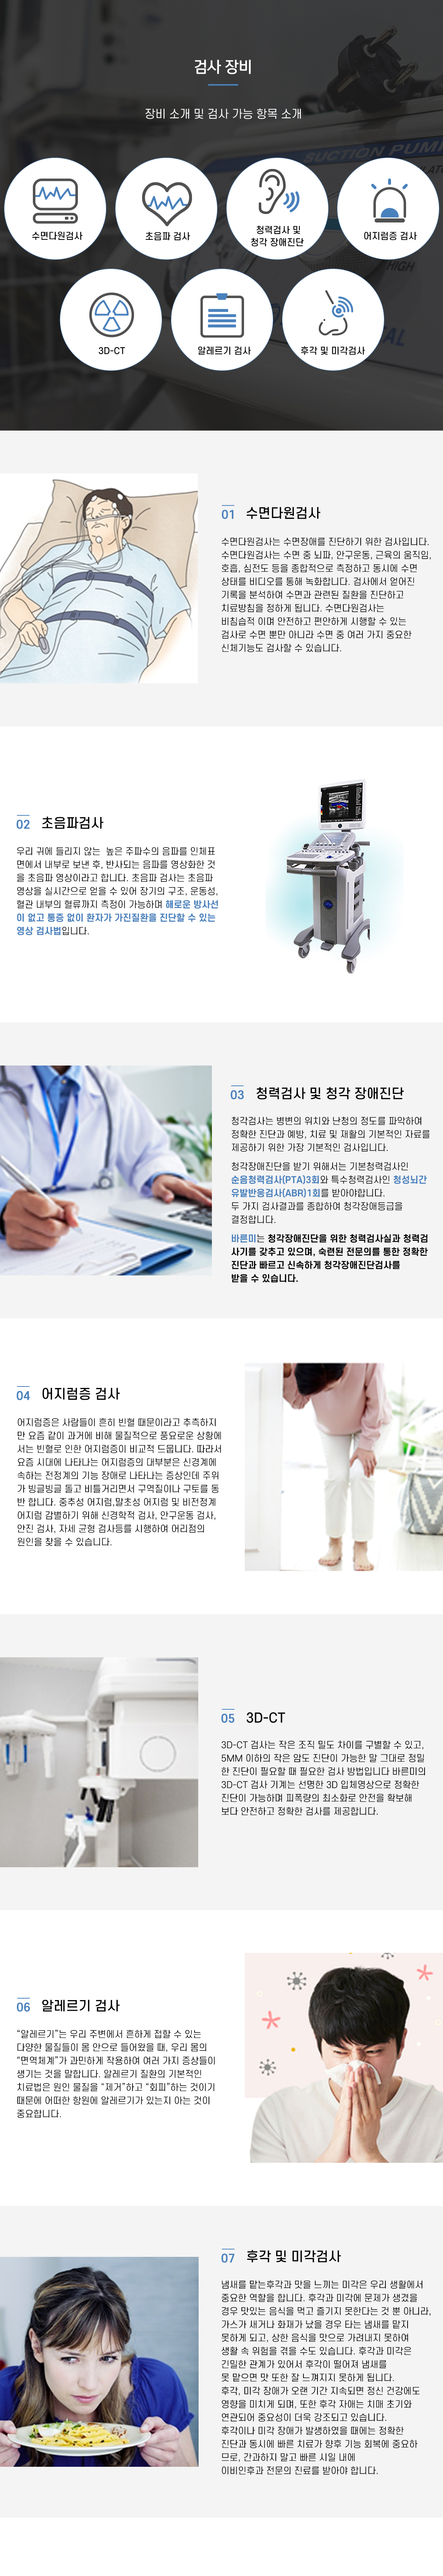 검사 장비
장비 소개 및 검사 가능 항목 소개
SUCTION PUMP
수면다원검사
초음파 검사
청력검사 및
청각 장애진단
어지럼증 검사
HIGH
3D-CT
알레르기 검사
후각 및 미각검사
01 수면다원검사
수면다원검사는 수면장애를 진단하기 위한 검사입니다.
수면다원검사는 수면 중 뇌파, 안구운동, 근육의 움직임,
호흡, 심전도 등을 종합적으로 측정하고 동시에 수면
상태를 비디오를 통해 녹화합니다. 검사에서 얻어진
기록을 분석하여 수면과 관련된 질환을 진단하고
치료방침을 정하게 됩니다. 수면다원검사는
비침습적 이며 안전하고 편안하게 시행할 수 있는
검사로 수면 뿐만 아니라 수면 중 여러 가지 중요한
신체기능도 검사할 수 있습니다.
02 초음파검사
우리 귀에 들리지 않는 높은 주파수의 음파를 인체표
면에서 내부로 보낸 후, 반사되는 음파를 영상화한 것
을 초음파 영상이라고 합니다. 초음파 검사는 초음파
영상을 실시간으로 얻을 수 있어 장기의 구조, 운동성,
혈관 내부의 혈류까지 측정이 가능하며 해로운 방사선
이 없고 통증 없이 환자가 가진질환을 진단할 수 있는
영상 검사법입니다.
03 청력검사 및 청각 장애진단
청각검사는 병변의 위치와 난청의 정도를 파악하여
정확한 진단과 예방, 치료 및 재활의 기본적인 자료를
제공하기 위한 가장 기본적인 검사입니다.
청각장애진단을 받기 위해서는 기본청력검사인
순음청력검사(PTA)3회와 특수청력검사인 청성뇌간
유발반응검사(ABR)1회를 받아야합니다.
두 가지 검사결과를 종합하여 청각장애등급을
결정합니다.
바른미는 청각장애진단을 위한 청력검사실과 청력검
사기를 갖추고 있으며, 숙련된 전문의를 통한 정확한
진단과 빠르고 신속하게 청각장애진단검사를
받을 수 있습니다.
04 어지럼증 검사
어지럼증은 사람들이 흔히 빈혈 때문이라고 추측하지
만 요즘 같이 과거에 비해 물질적으로 풍요로운 상황에
서는 빈혈로 인한 어지럼증이 비교적 드뭅니다. 따라서
요즘 시대에 나타나는 어지럼증의 대부분은 신경계에
속하는 전정계의 기능 장애로 나타나는 증상인데 주위
가 빙글빙글 돌고 비틀거리면서 구역질이나 구토를 동
반 합니다. 중추성 어지럼,말초성 어지럼 및 비전정계
어지럼 감별하기 위해 신경학적 검사, 안구운동 검사,
안진 검사, 자세 균형 검사등를 시행하여 어리점의
원인을 찾을 수 있습니다.
05 3D-CT
3D-CT 검사는 작은 조직 밀도 차이를 구별할 수 있고,
5MM 이하의 작은 암도 진단이 가능한 말 그대로 정밀
한 진단이 필요할 때 필요한 검사 방법입니다 바른미의
3D-CT 검사 기계는 선명한 3D 입체영상으로 정확한
진단이 가능하며 피폭량의 최소화로 안전을 확보해
보다 안전하고 정확한 검사를 제공합니다.
06 알레르기 검사
“알레르기”는 우리 주변에서 흔하게 접할 수 있는
다양한 물질들이 몸 안으로 들어왔을 때, 우리 몸의
“면역체계”가 과민하게 작용하여 여러 가지 증상들이
생기는 것을 말합니다. 알레르기 질환의 기본적인
치료법은 원인 물질을 “제거”하고 “회피”하는 것이기
때문에 어떠한 항원에 알레르기가 있는지 아는 것이
중요합니다.
07 후각 및 미각검사
냄새를 맡는후각과 맛을 느끼는 미각은 우리 생활에서
중요한 역할을 합니다. 후각과 미각에 문제가 생겼을
경우 맛있는 음식을 먹고 즐기지 못한다는 것 뿐 아니라,
가스가 새거나 화재가 났을 경우 타는 냄새를 맡지
못하게 되고, 상한 음식을 맛으로 가려내지 못하여
생활 속 위험을 겪을 수도 있습니다. 후각과 미각은
긴밀한 관계가 있어서 후각이 떨어져 냄새를
못 맡으면 맛 또한 잘 느껴지지 못하게 됩니다.
후각, 미각 장애가 오랜 기간 지속되면 정신 건강에도
영향을 미치게 되며, 또한 후각 자애는 치매 초기와
연관되어 중요성이 더욱 강조되고 있습니다.
후각이나 미각 장애가 발생하였을 때에는 정확한
진단과 동시에 빠른 치료가 향후 기능 회복에 중요하
므로, 간과하지 말고 빠른 시일 내에
이비인후과 전문의 진료를 받아야 합니다.